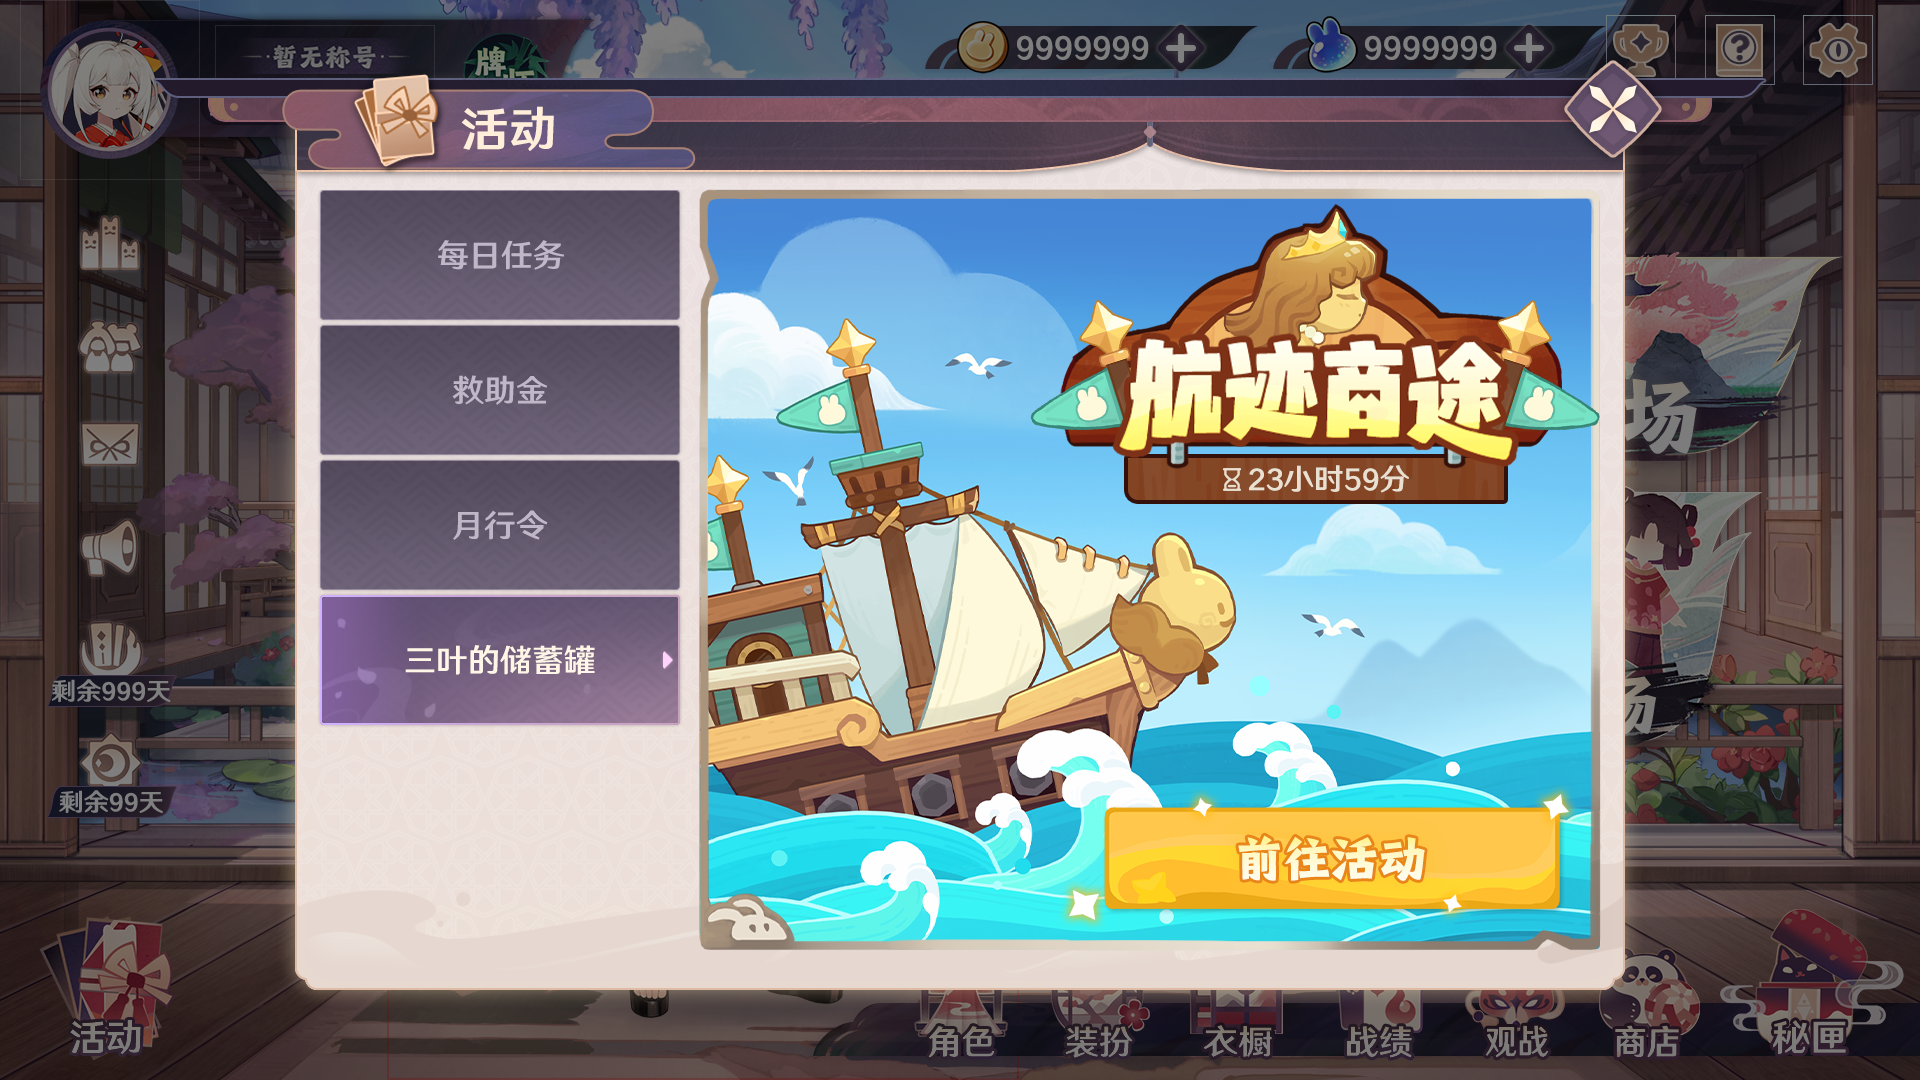 暂无称号
牌
9999999
9999999
活动
每日任务
救助金
月行令
三叶的储蓄罐
航迹商途
23小时59分
前往活动
场
场
剩余999天
剩余99天
活动
角色
装扮
衣橱
战绩
观战
商店
秘匣